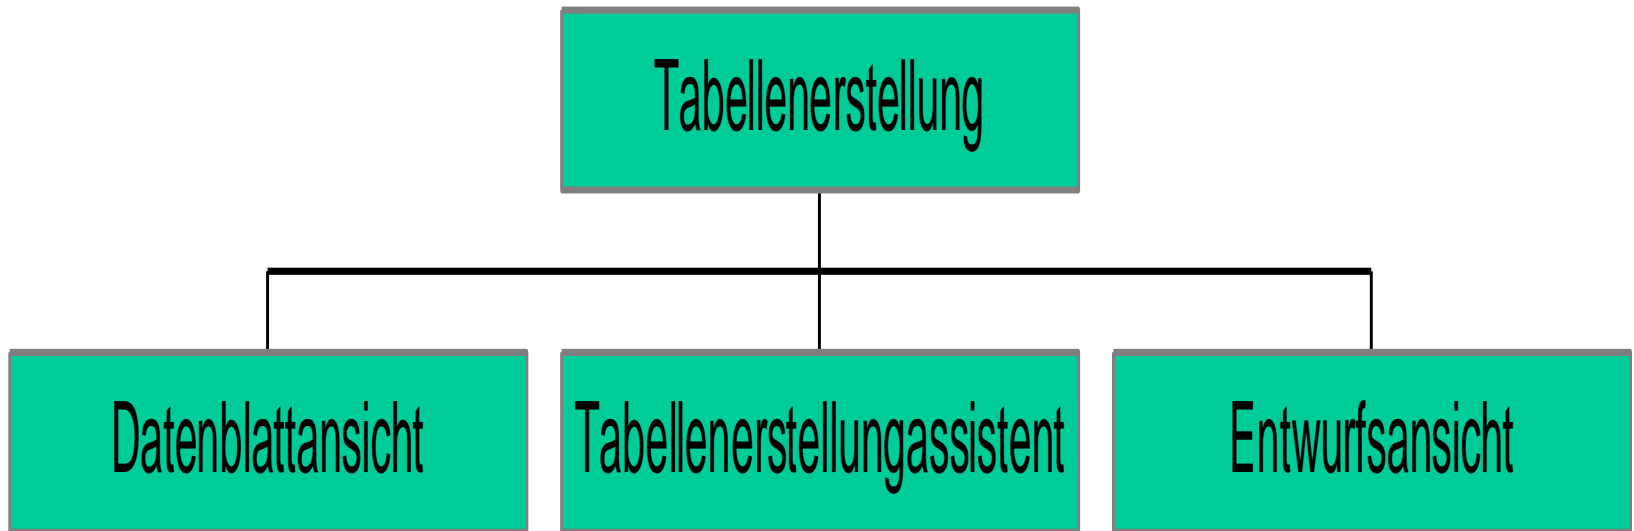 Tabellenerstellung
Datenblattansicht
Tabellenerstellungassistent
Entwurfsansicht